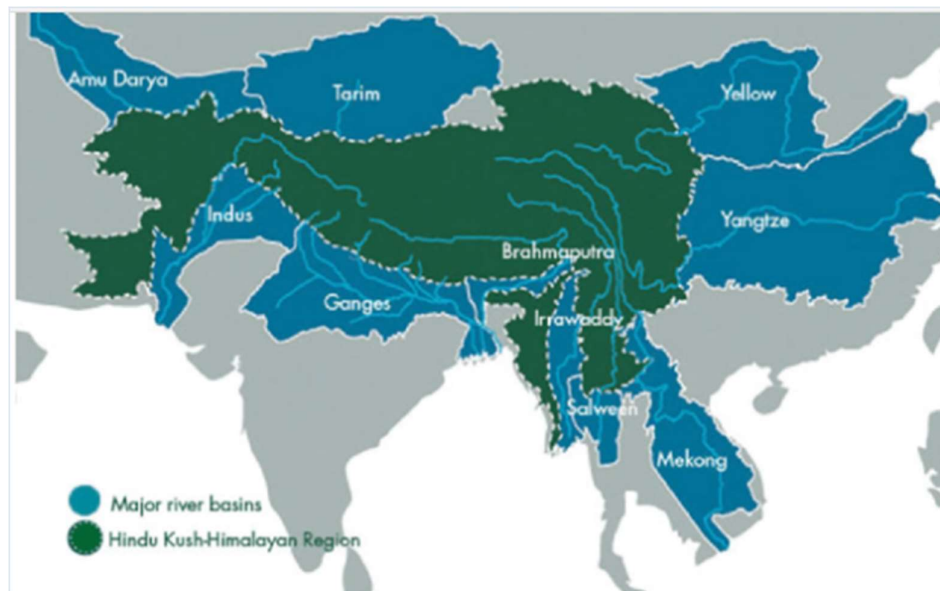 Amu Darya
Tarim
Yellow
Indus
Yangtze
Brahmaputra
Ganges
Irrawaddy
Salween
Mekong
Major river basins
Hindu Kush-Himalayan Region